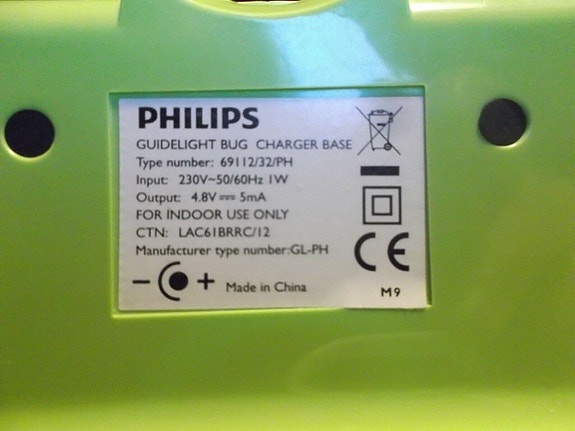 PHILIPS
GUIDELIGHT BUG CHARGER BASE
Type number: 69112/32/PH
Input: 230V~50/60Hz 1W
Output: 4.8V⎓5mA
FOR INDOOR USE ONLY
CTN: LAC61BRRC/12
Manufacturer type number:GL-PH
Made in China
CE
M9